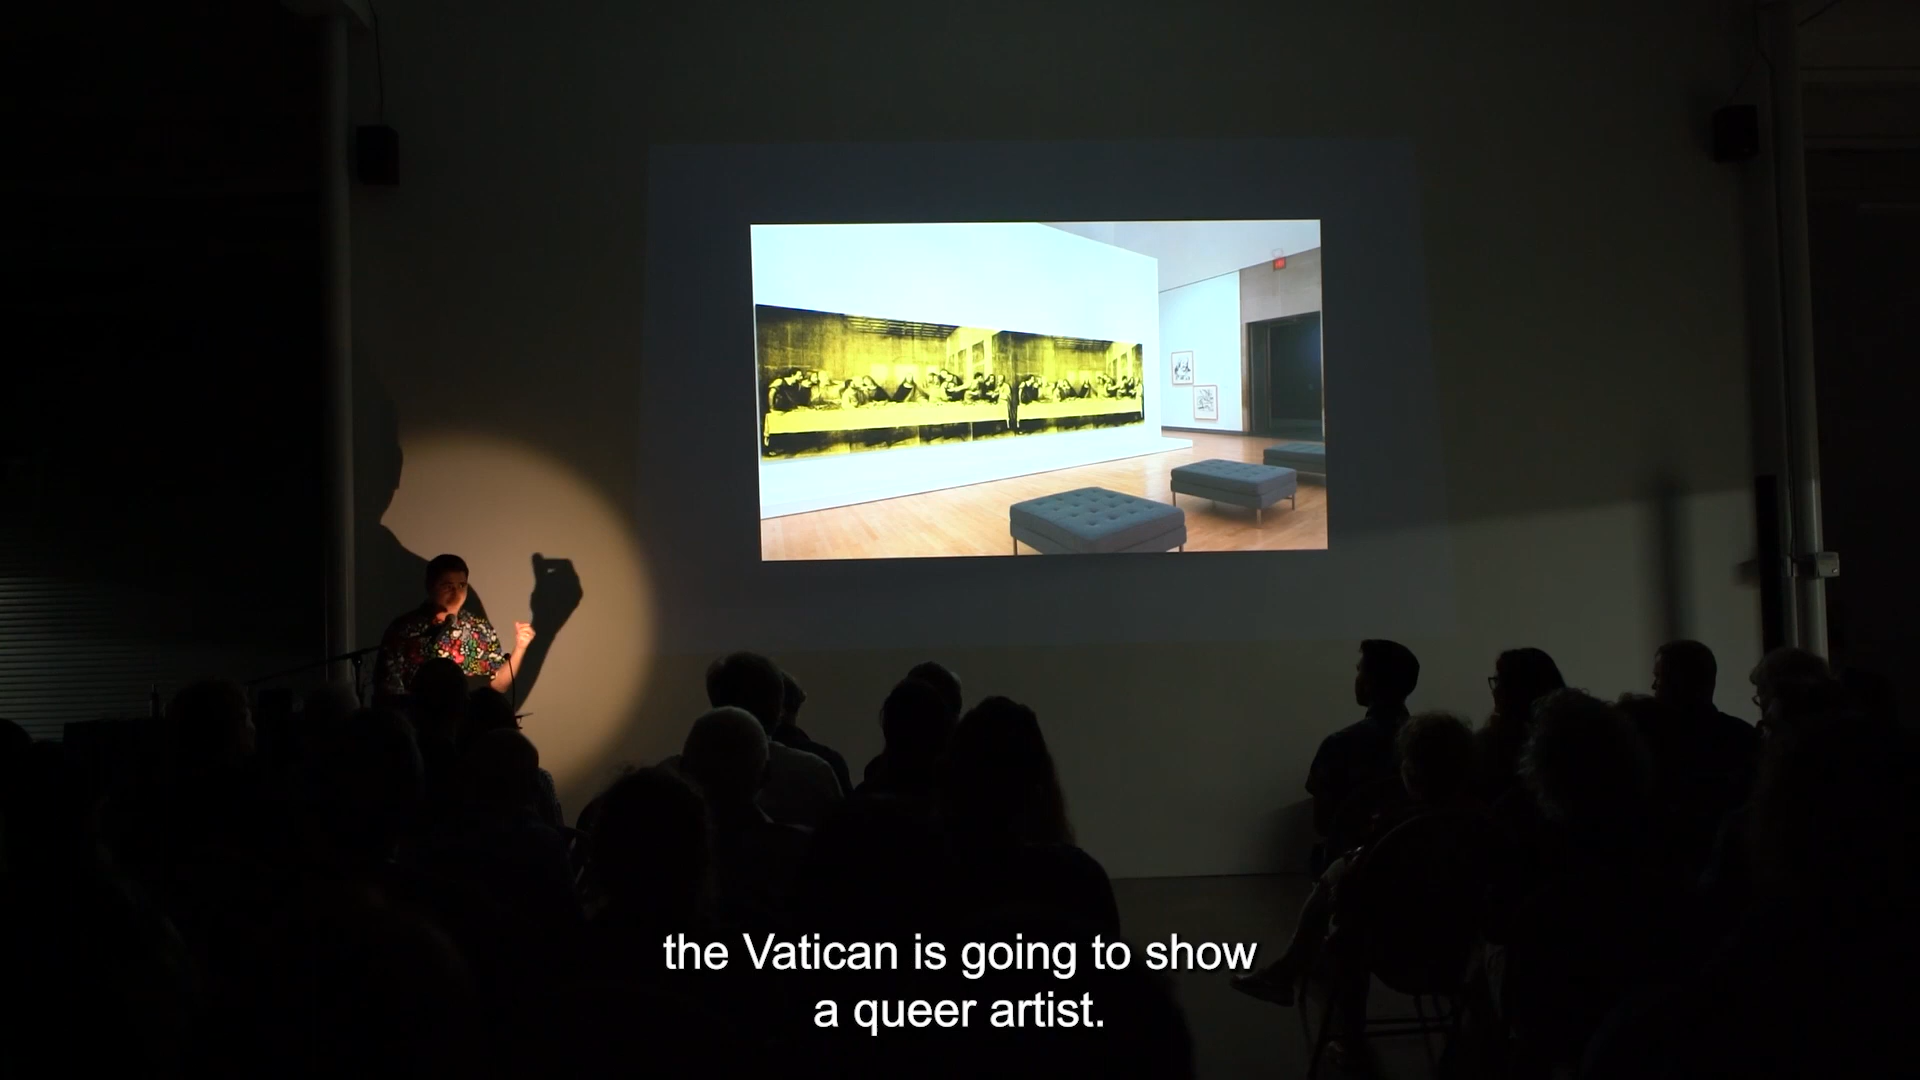 the Vatican is going to show
a queer artist.